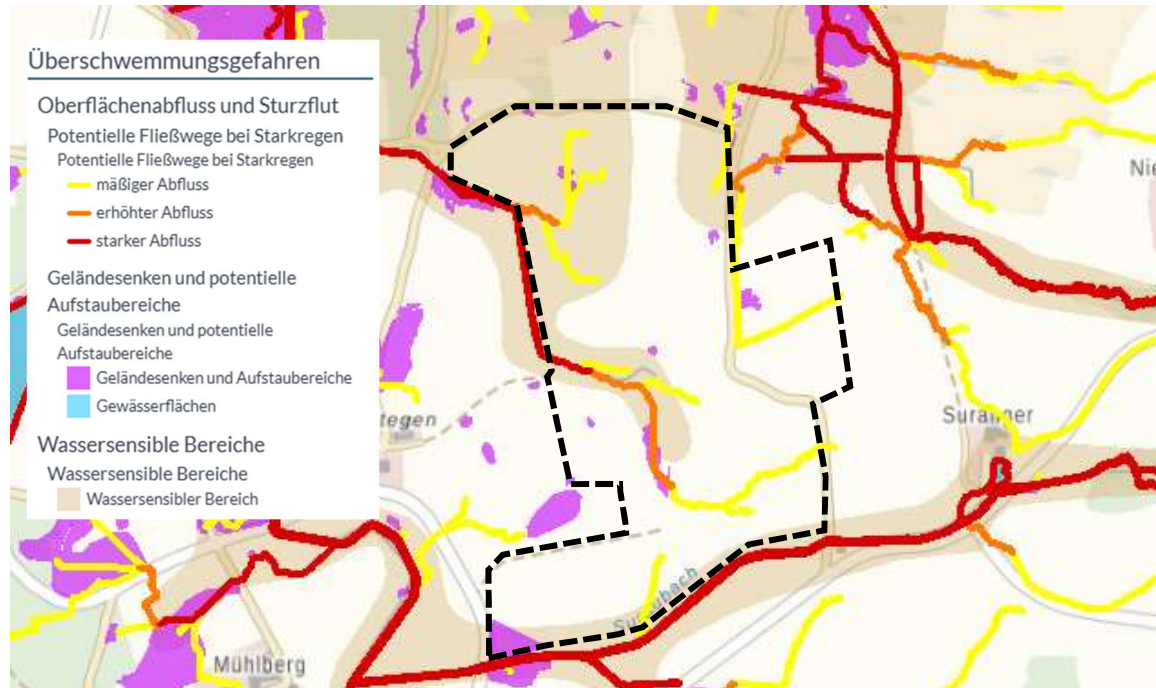 Überschwemmungsgefahren
Oberflächenabfluss und Sturzflut
Potentielle Fließwege bei Starkregen
Potentielle Fließwege bei Starkregen
mäßiger Abfluss
erhöhter Abfluss
starker Abfluss
Geländesenken und potentielle
Aufstaubereiche
Geländesenken und potentielle
Aufstaubereiche
Geländesenken und Aufstaubereiche
Gewässerflächen
Wassersensible Bereiche
Wassersensible Bereiche
Wassersensibler Bereich
Nie
tegen
Mühlberg